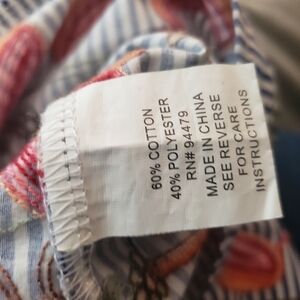 60% COTTON
40% POLYESTER
RN# 94479
MADE IN CHINA
SEE REVERSE
FOR CARE
INSTRUCTIONS